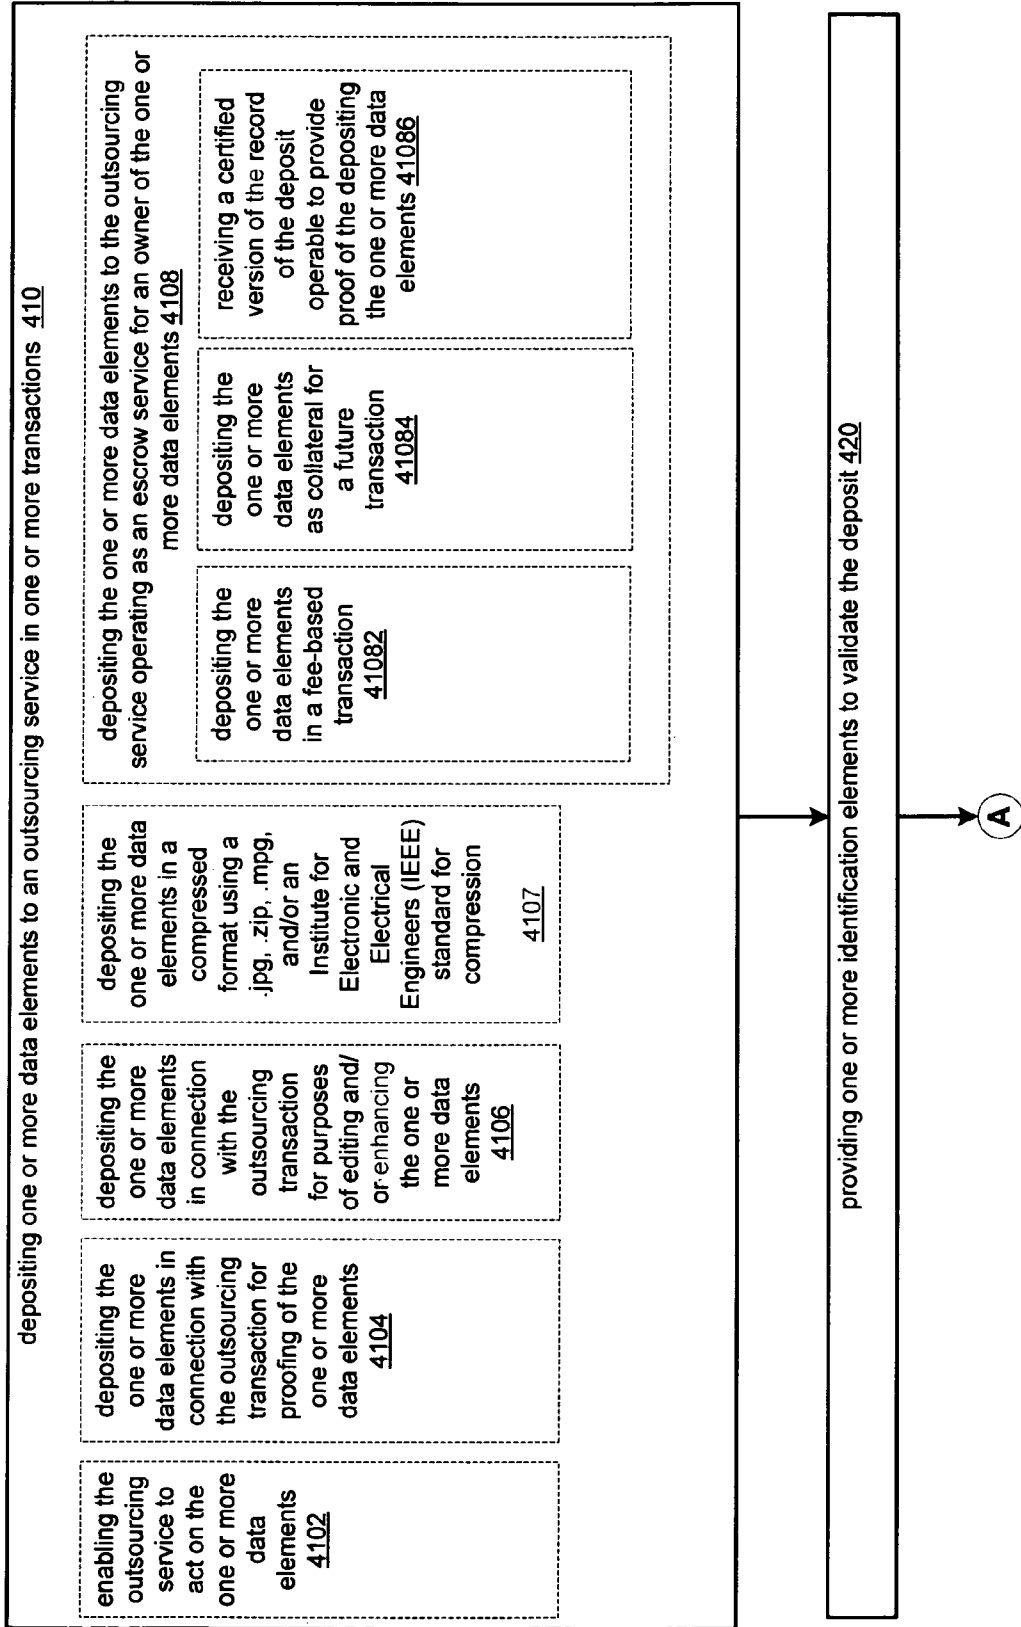 depositing one or more data elements to an outsourcing service in one or more transactions 410
enabling the
outsourcing
service to
act on the
one or more
data
elements
4102
depositing the
one or more
data elements in
connection with
the outsourcing
transaction for
proofing of the
one or more
data elements
4104
depositing the
one or more
data elements
in connection
with the
outsourcing
transaction
for purposes
of editing and/
or enhancing
the one or
more data
elements
4106
depositing the
one or more data
elements in a
compressed
format using a
.jpg, .zip, .mpg,
and/or an
Institute for
Electronic and
Electrical
Engineers (IEEE)
standard for
compression
4107
depositing the one or more data elements to the outsourcing
service operating as an escrow service for an owner of the one or
more data elements 4108
depositing the
one or more
data elements
in a fee-based
transaction
41082
depositing the
one or more
data elements
as collateral for
a future
transaction
41084
receiving a certified
version of the record
of the deposit
operable to provide
proof of the depositing
the one or more data
elements 41086
providing one or more identification elements to validate the deposit 420
A